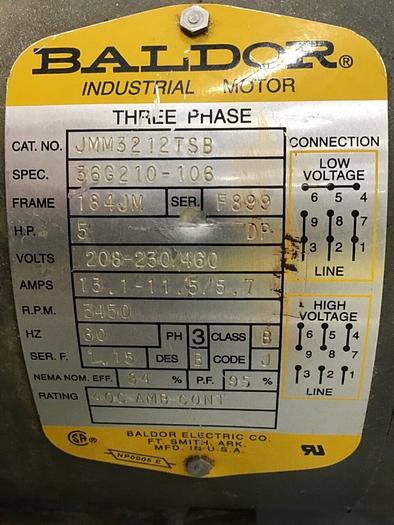 BALDOR®
INDUSTRIAL MOTOR
THREE PHASE
CAT. NO. JMM3212TSB
SPEC. 36G210-106
FRAME 184JM SER. F899
H.P. 5 DP
VOLTS 208-230/460
AMPS 13.1-11.5/5.7
R.P.M. 3450
HZ 60 PH 3 CLASS B
SER. F. 1.15 DES B CODE J
NEMA NOM. EFF. 84 % P.F. 95 %
RATING 40C AMB-CONT
CONNECTION
LOW
VOLTAGE
6 5 4
9 8 7
3 2 1
LINE
HIGH
VOLTAGE
6 5 4
9 8 7
3 2 1
LINE
SA®
NP0005 E
BALDOR ELECTRIC CO.
FT. SMITH, ARK.
MFD. IN U.S.A.
RU